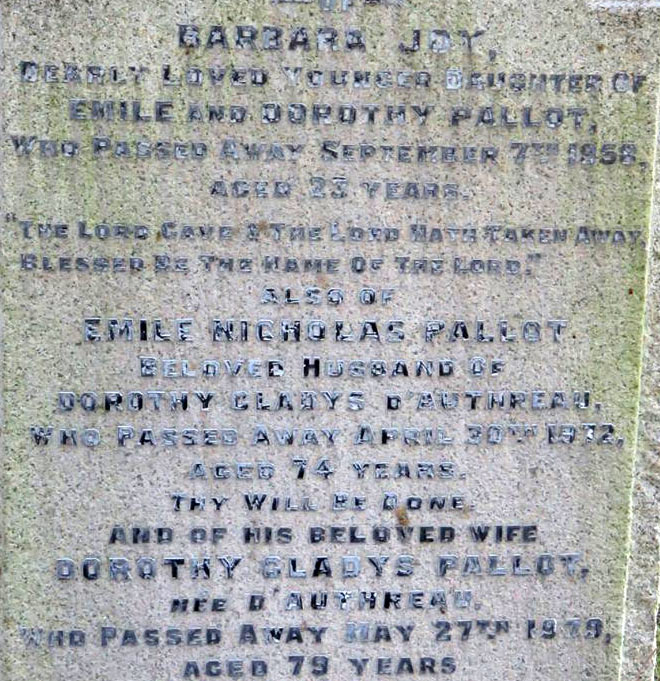 OF
BARBARA JOY,
DEARLY LOVED YOUNGER DAUGHTER OF
EMILE AND DOROTHY PALLOT,
WHO PASSED AWAY SEPTEMBER 7TH 1958,
AGED 23 YEARS.
"THE LORD GAVE & THE LORD HATH TAKEN AWAY,
BLESSED BE THE NAME OF THE LORD."
ALSO OF
EMILE NICHOLAS PALLOT
BELOVED HUSBAND OF
DOROTHY GLADYS D'AUTHREAU,
WHO PASSED AWAY APRIL 30TH 1972,
AGED 74 YEARS.
THY WILL BE DONE.
AND OF HIS BELOVED WIFE
DOROTHY GLADYS PALLOT,
NEE D'AUTHREAU,
WHO PASSED AWAY MAY 27TH 1979,
AGED 79 YEARS